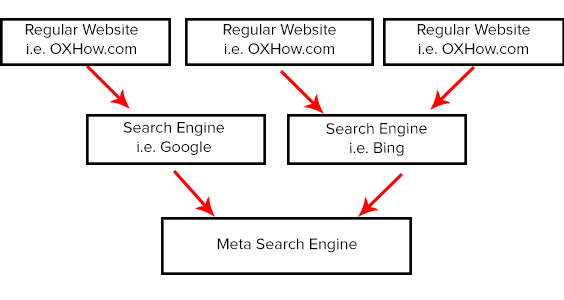 Regular Website
i.e. OXHow.com
Regular Website
i.e. OXHow.com
Regular Website
i.e. OXHow.com
Search Engine
i.e. Google
Search Engine
i.e. Bing
Meta Search Engine